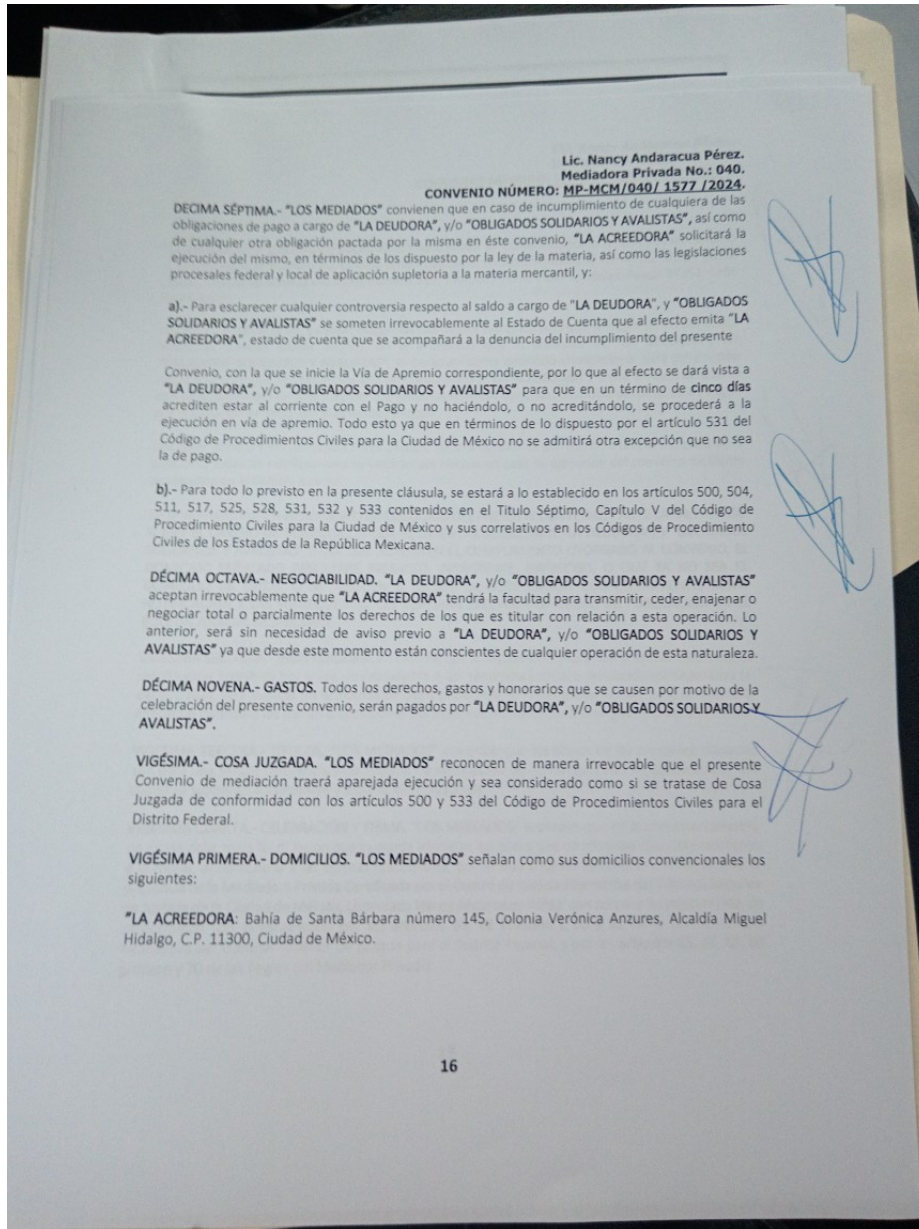 Lic. Nancy Andaracua Pérez.
Mediadora Privada No.: 040.
CONVENIO NÚMERO: MP-MCM/040/ 1577 /2024.
DECIMA SÉPTIMA.- "LOS MEDIADOS" convienen que en caso de incumplimiento de cualquiera de las
obligaciones de pago a cargo de "LA DEUDORA", y/o "OBLIGADOS SOLIDARIOS Y AVALISTAS", así como
de cualquier otra obligación pactada por la misma en éste convenio, "LA ACREEDORA" solicitará la
ejecución del mismo, en términos de los dispuesto por la ley de la materia, así como las legislaciones
procesales federal y local de aplicación supletoria a la materia mercantil, y:
a).- Para esclarecer cualquier controversia respecto al saldo a cargo de "LA DEUDORA", y "OBLIGADOS
SOLIDARIOS Y AVALISTAS" se someten irrevocablemente al Estado de Cuenta que al efecto emita "LA
ACREEDORA", estado de cuenta que se acompañará a la denuncia del incumplimiento del presente
Convenio, con la que se inicie la Vía de Apremio correspondiente, por lo que al efecto se dará vista a
"LA DEUDORA", y/o "OBLIGADOS SOLIDARIOS Y AVALISTAS" para que en un término de cinco días
acrediten estar al corriente con el Pago y no haciéndolo, o no acreditándolo, se procederá a la
ejecución en vía de apremio. Todo esto ya que en términos de lo dispuesto por el artículo 531 del
Código de Procedimientos Civiles para la Ciudad de México no se admitirá otra excepción que no sea
la de pago.
b).- Para todo lo previsto en la presente cláusula, se estará a lo establecido en los artículos 500, 504,
511, 517, 525, 528, 531, 532 y 533 contenidos en el Titulo Séptimo, Capítulo V del Código de
Procedimiento Civiles para la Ciudad de México y sus correlativos en los Códigos de Procedimiento
Civiles de los Estados de la República Mexicana.
DÉCIMA OCTAVA.- NEGOCIABILIDAD. "LA DEUDORA", y/o "OBLIGADOS SOLIDARIOS Y AVALISTAS"
aceptan irrevocablemente que "LA ACREEDORA" tendrá la facultad para transmitir, ceder, enajenar o
negociar total o parcialmente los derechos de los que es titular con relación a esta operación. Lo
anterior, será sin necesidad de aviso previo a "LA DEUDORA", y/o "OBLIGADOS SOLIDARIOS Y
AVALISTAS" ya que desde este momento están conscientes de cualquier operación de esta naturaleza.
DÉCIMA NOVENA.- GASTOS. Todos los derechos, gastos y honorarios que se causen por motivo de la
celebración del presente convenio, serán pagados por "LA DEUDORA", y/o "OBLIGADOS SOLIDARIOS Y
AVALISTAS".
VIGÉSIMA.- COSA JUZGADA. "LOS MEDIADOS" reconocen de manera irrevocable que el presente
Convenio de mediación traerá aparejada ejecución y sea considerado como si se tratase de Cosa
Juzgada de conformidad con los artículos 500 y 533 del Código de Procedimientos Civiles para el
Distrito Federal.
VIGÉSIMA PRIMERA.- DOMICILIOS. "LOS MEDIADOS" señalan como sus domicilios convencionales los
siguientes:
"LA ACREEDORA: Bahía de Santa Bárbara número 145, Colonia Verónica Anzures, Alcaldía Miguel
Hidalgo, C.P. 11300, Ciudad de México.
16